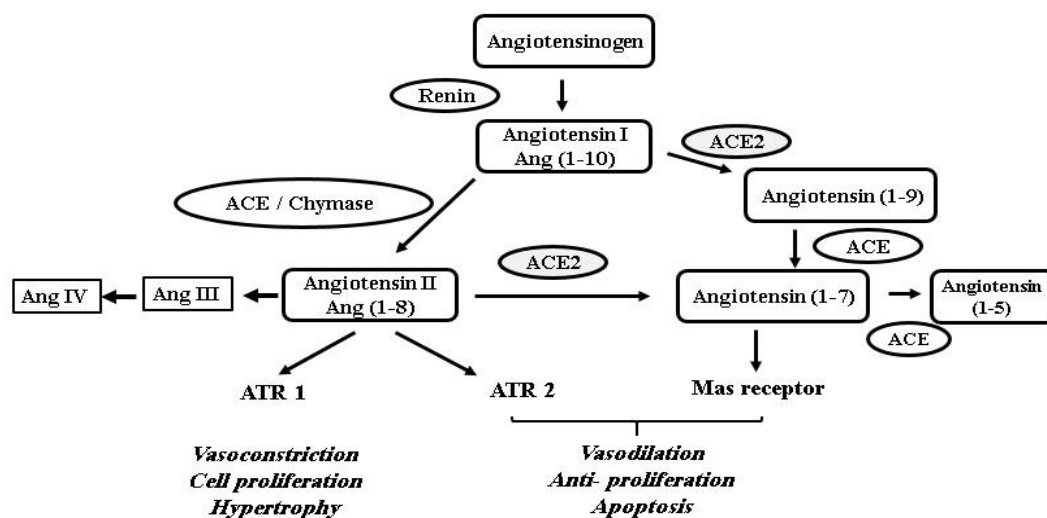 Angiotensinogen
Renin
Angiotensin I
Ang (1-10)
ACE2
ACE / Chymase
Angiotensin (1-9)
ACE
ACE2
Ang IV
Ang III
Angiotensin II
Ang (1-8)
Angiotensin (1-7)
Angiotensin
(1-5)
ACE
ATR 1
ATR 2
Mas receptor
Vasoconstriction
Cell proliferation
Hypertrophy
Vasodilation
Anti- proliferation
Apoptosis